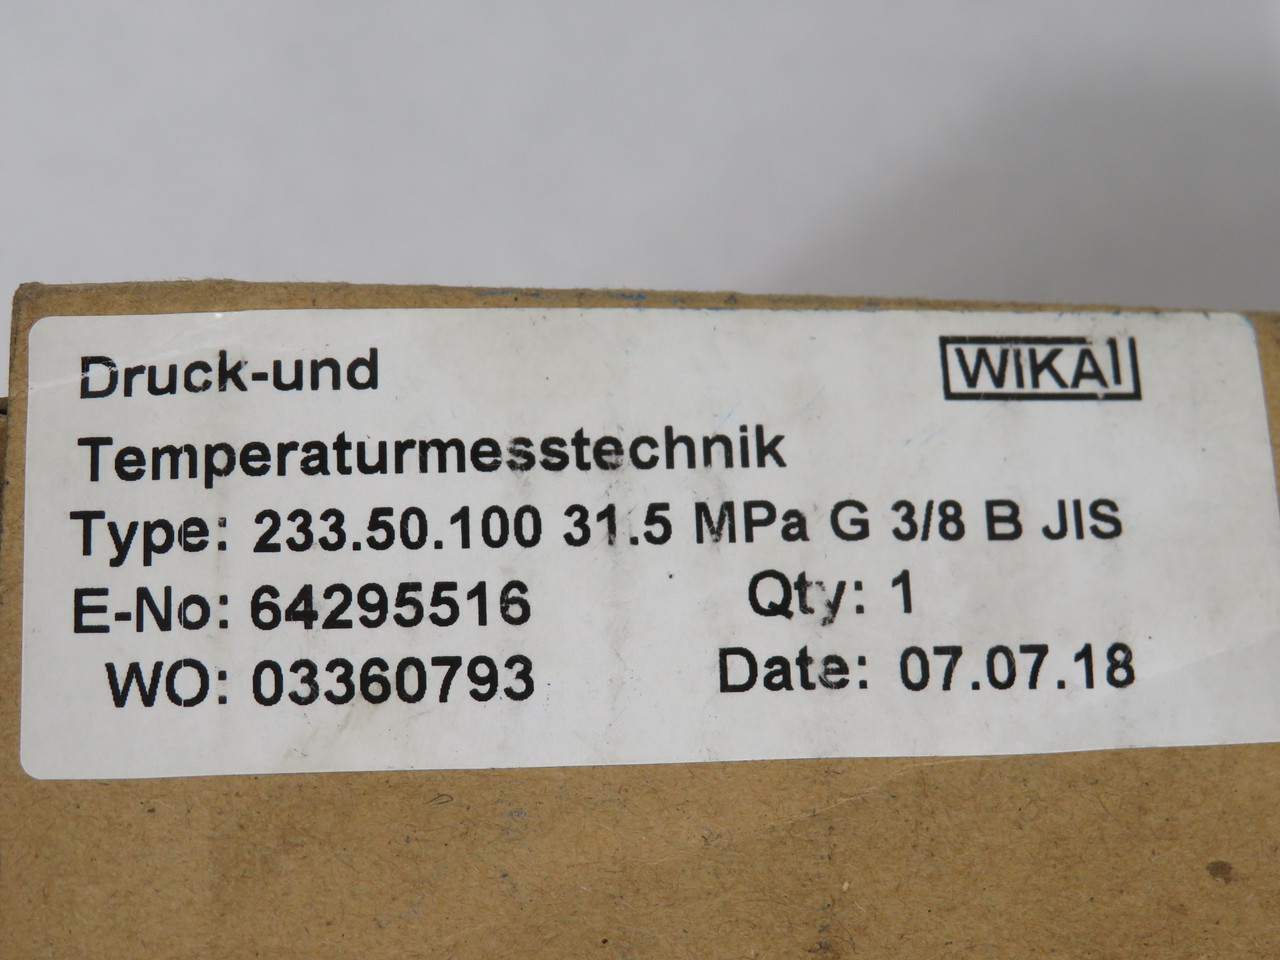 Druck-und
WIKAI
Temperaturmesstechnik
Type: 233.50.100 31.5 MPa G 3/8 B JIS
E-No: 64295516 Qty: 1
WO: 03360793 Date: 07.07.18